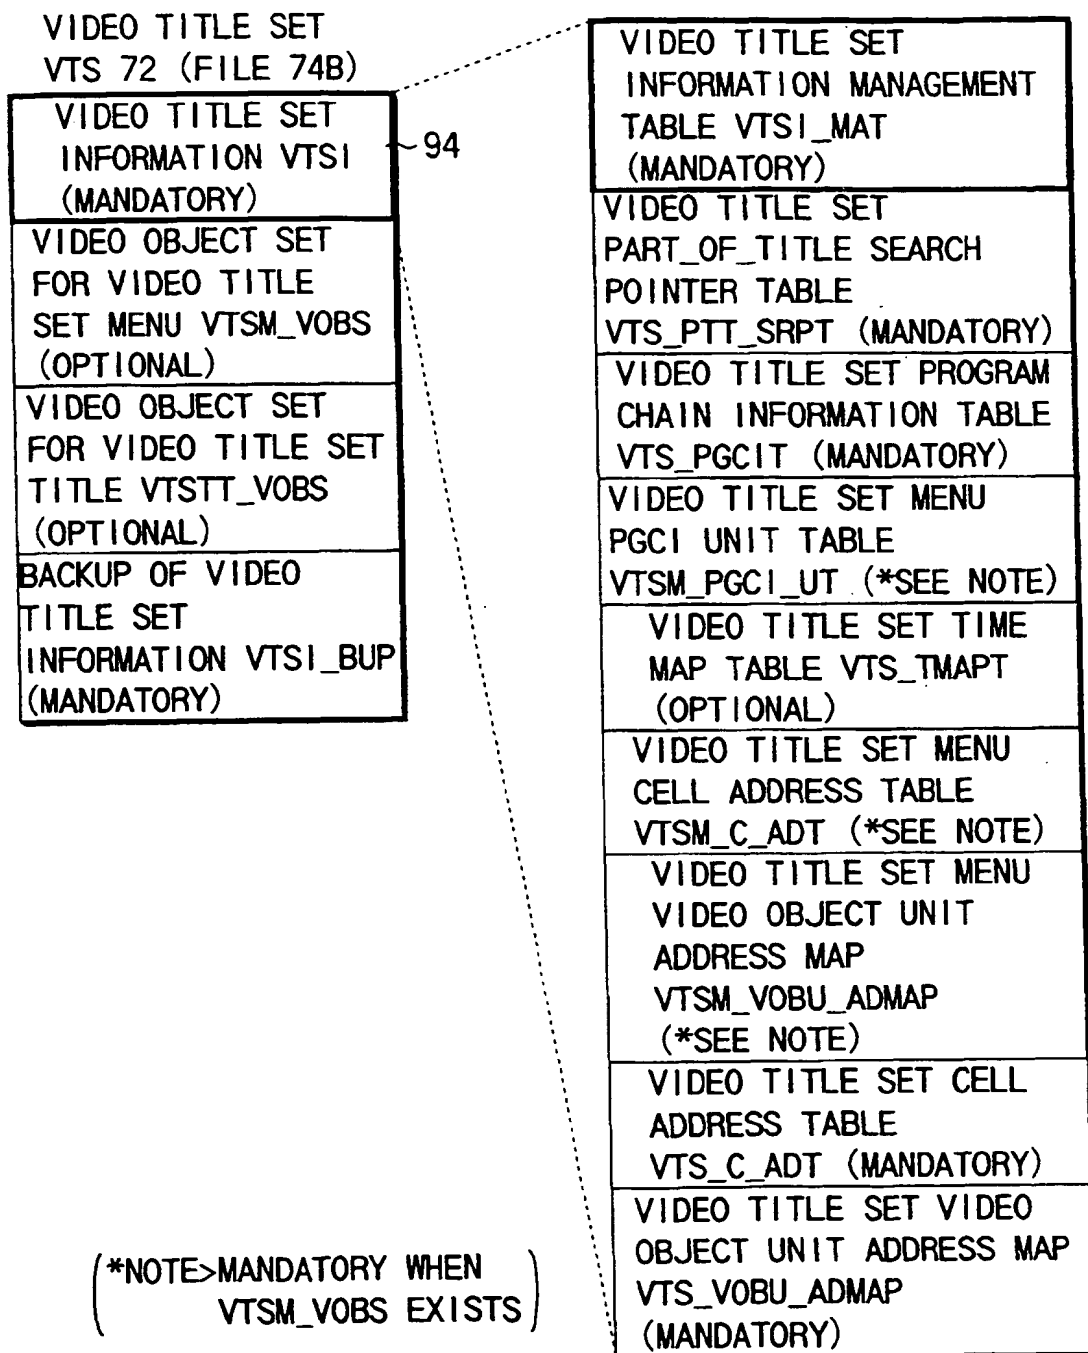 VIDEO TITLE SET
VTS 72 (FILE 74B)
VIDEO TITLE SET
INFORMATION VTSI
(MANDATORY)
94
VIDEO OBJECT SET
FOR VIDEO TITLE
SET MENU VTSM_VOBS
(OPTIONAL)
VIDEO OBJECT SET
FOR VIDEO TITLE SET
TITLE VTSTT_VOBS
(OPTIONAL)
BACKUP OF VIDEO
TITLE SET
INFORMATION VTSI_BUP
(MANDATORY)
VIDEO TITLE SET
INFORMATION MANAGEMENT
TABLE VTSI_MAT
(MANDATORY)
VIDEO TITLE SET
PART_OF_TITLE SEARCH
POINTER TABLE
VTS_PTT_SRPT (MANDATORY)
VIDEO TITLE SET PROGRAM
CHAIN INFORMATION TABLE
VTS_PGCIT (MANDATORY)
VIDEO TITLE SET MENU
PGCI UNIT TABLE
VTSM_PGCI_UT (*SEE NOTE)
VIDEO TITLE SET TIME
MAP TABLE VTS_TMAPT
(OPTIONAL)
VIDEO TITLE SET MENU
CELL ADDRESS TABLE
VTSM_C_ADT (*SEE NOTE)
VIDEO TITLE SET MENU
VIDEO OBJECT UNIT
ADDRESS MAP
VTSM_VOBU_ADMAP
(*SEE NOTE)
VIDEO TITLE SET CELL
ADDRESS TABLE
VTS_C_ADT (MANDATORY)
VIDEO TITLE SET VIDEO
OBJECT UNIT ADDRESS MAP
VTS_VOBU_ADMAP
(MANDATORY)
(*NOTE>MANDATORY WHEN
VTSM_VOBS EXISTS)